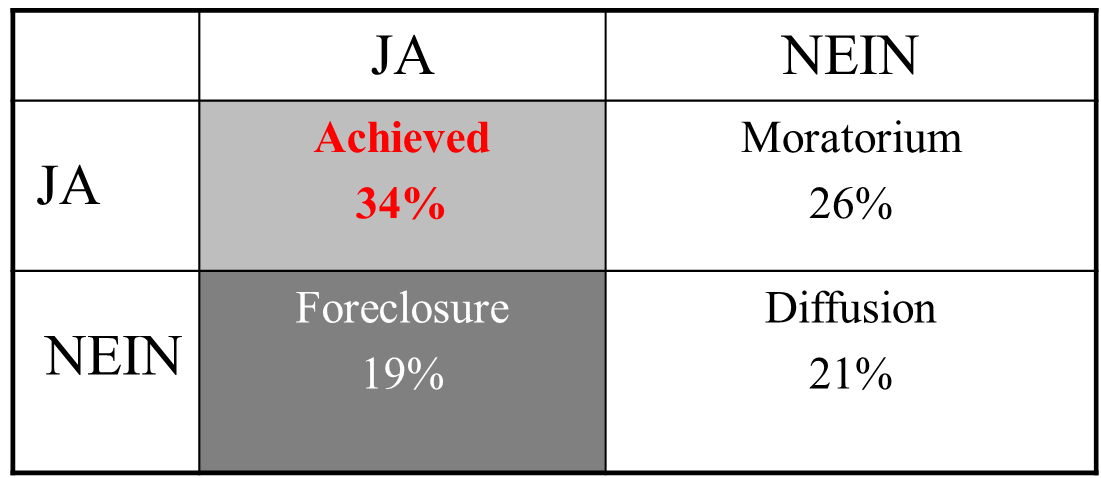 JA NEIN
JA
Achieved
34%
Moratorium
26%
NEIN
Foreclosure
19%
Diffusion
21%